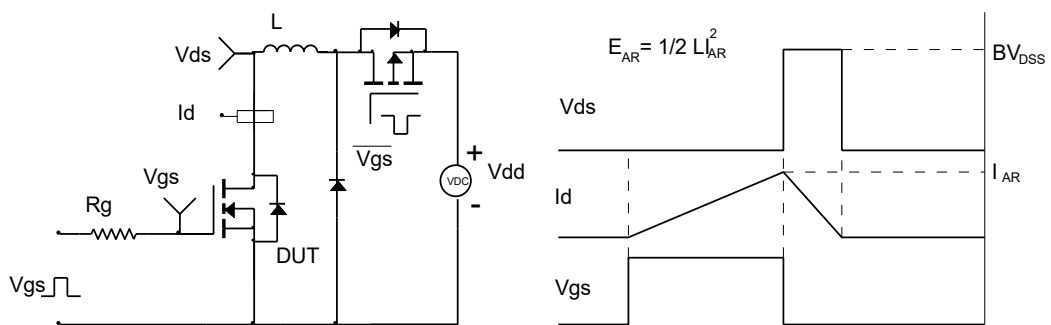 L
Vds
Id
Vgs
Vgs
+
VDC
Vdd
-
Rg
DUT
Vgs
E_AR = 1/2 LI²_AR
BV_DSS
Vds
I_AR
Id
Vgs